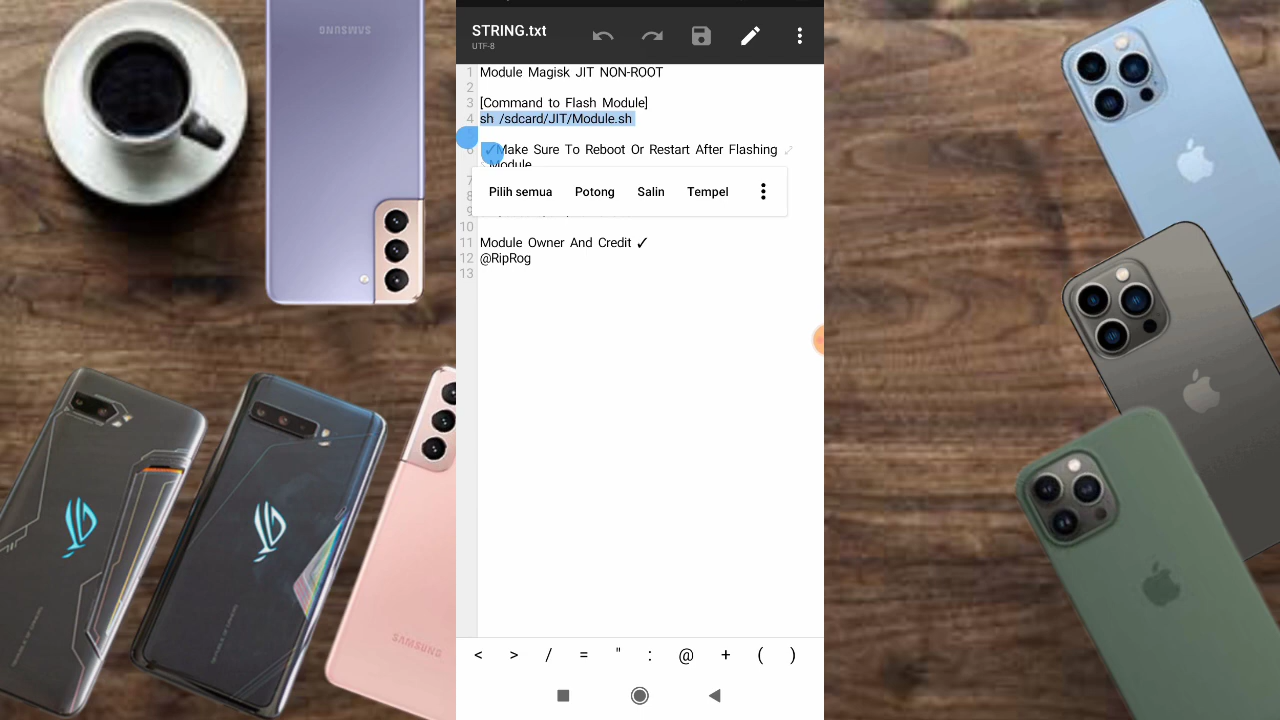 SAMSUNG
STRING.txt
UTF-8
1 Module Magisk JIT NON-ROOT
2
3 [Command to Flash Module]
4 sh /sdcard/JIT/Module.sh
6 ✓Make Sure To Reboot Or Restart After Flashing
Module
7
8
9
Pilih semua Potong Salin Tempel
10
11 Module Owner And Credit ✓
12 @RipRog
13
SAMSUNG
< > / = " : @ + ( )